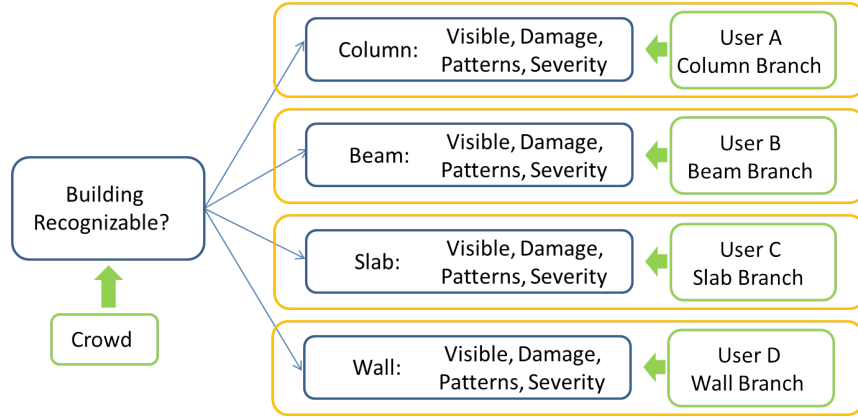 Building
Recognizable?
Crowd
Column: Visible, Damage,
Patterns, Severity
User A
Column Branch
Beam: Visible, Damage,
Patterns, Severity
User B
Beam Branch
Slab: Visible, Damage,
Patterns, Severity
User C
Slab Branch
Wall: Visible, Damage,
Patterns, Severity
User D
Wall Branch